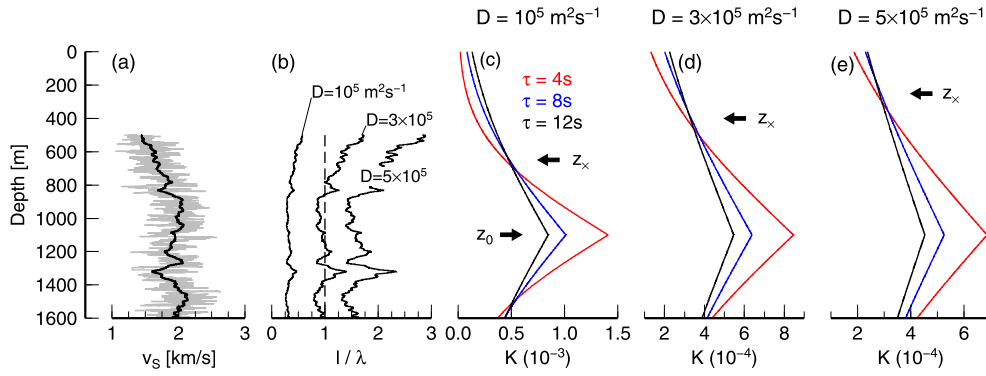 D = 10⁵ m²s⁻¹
D = 3×10⁵ m²s⁻¹
D = 5×10⁵ m²s⁻¹
(a)
(b)
(c)
(d)
(e)
Depth [m]
0
200
400
600
800
1000
1200
1400
1600
D=10⁵ m²s⁻¹
D=3×10⁵
D=5×10⁵
τ = 4s
τ = 8s
τ = 12s
z×
z₀
z×
z×
1
2
3
v_S [km/s]
0
1
2
3
l / λ
0.0
0.5
1.0
1.5
K (10⁻³)
2
4
6
8
K (10⁻⁴)
2
4
6
K (10⁻⁴)